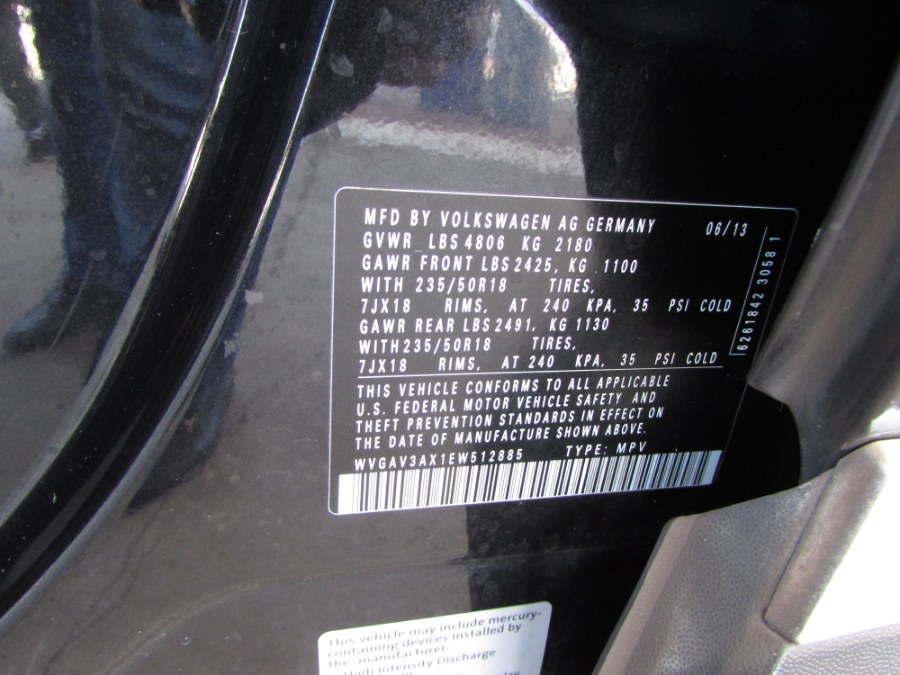 MFD BY VOLKSWAGEN AG GERMANY 06/13
GVWR LBS 4806 KG 2180
GAWR FRONT LBS 2425, KG 1100
WITH 235/50R18 TIRES,
7JX18 RIMS, AT 240 KPA, 35 PSI COLD
GAWR REAR LBS 2491, KG 1130
WITH 235/50R18 TIRES,
7JX18 RIMS, AT 240 KPA, 35 PSI COLD
THIS VEHICLE CONFORMS TO ALL APPLICABLE
U.S. FEDERAL MOTOR VEHICLE SAFETY AND
THEFT PREVENTION STANDARDS IN EFFECT ON
THE DATE OF MANUFACTURE SHOWN ABOVE.
WVGAV3AX1EW512885 TYPE: MPV
6261842 30581
This vehicle may include mercury-
containing devices installed by
the manufacturer:
High Intensity Discharge